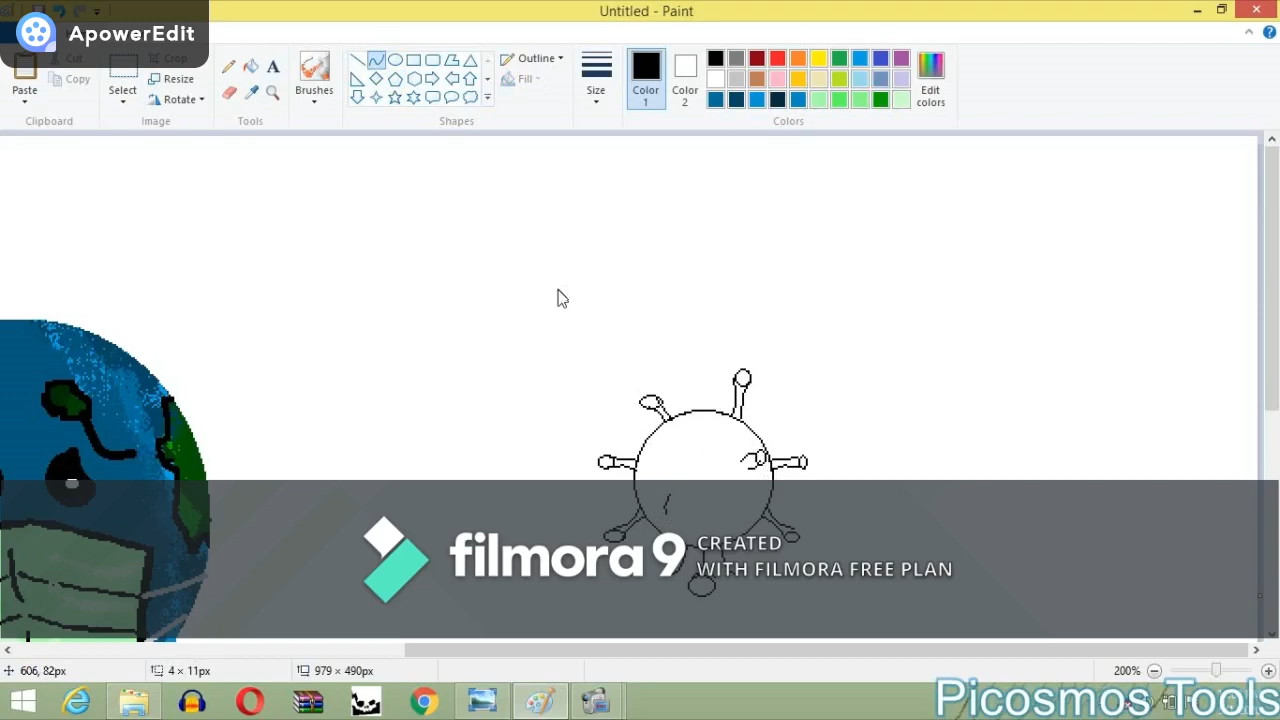 Untitled - Paint
ApowerEdit
Cut
Crop
Outline
Copy
Resize
Fill
Paste
Rotate
Select
Brushes
Size
Color
1
Color
2
Edit
colors
Clipboard
Image
Tools
Shapes
Colors
filmora9 CREATED
WITH FILMORA FREE PLAN
606, 82px
4 × 11px
979 × 490px
200%
Picosmos Tools